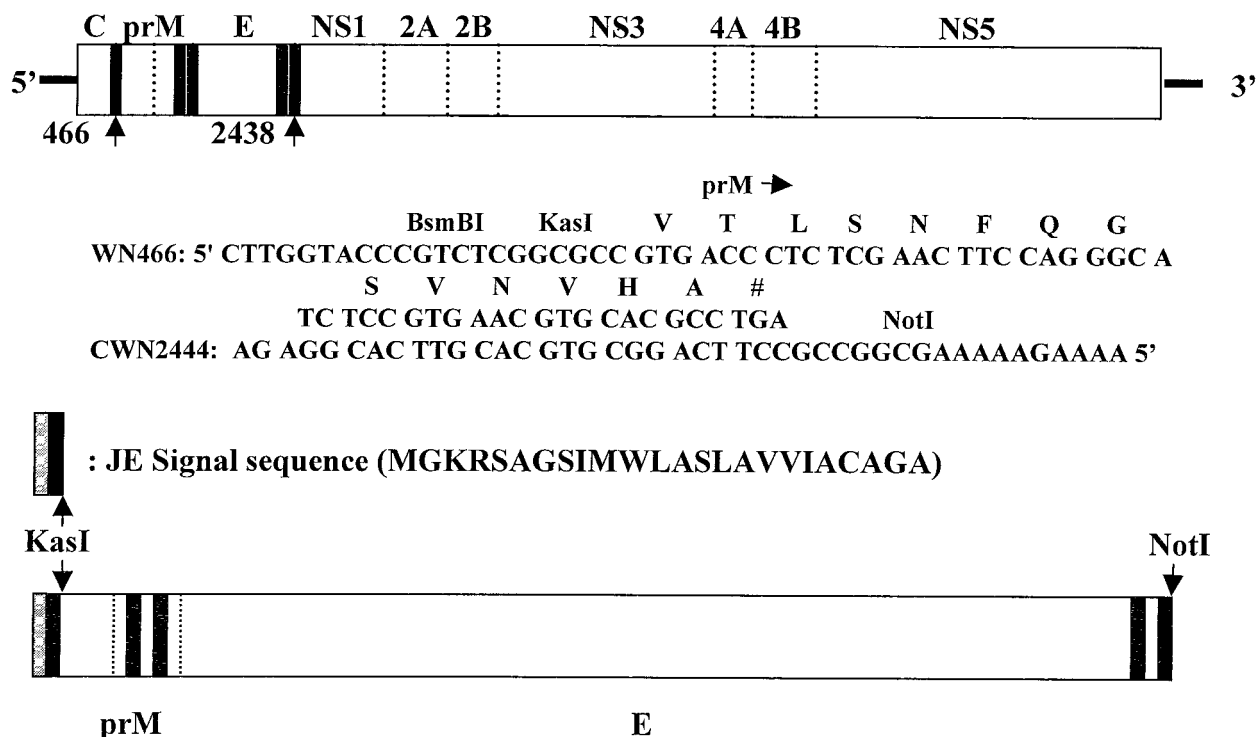 C prM E NS1 2A 2B NS3 4A 4B NS5
5' 3'
466 2438
prM
BsmBI KasI V T L S N F Q G
WN466: 5' CTTGGTACCCGTCTCGGCGCC GTG ACC CTC TCG AAC TTC CAG GGC A
S V N V H A #
TC TCC GTG AAC GTG CAC GCC TGA NotI
CWN2444: AG AGG CAC TTG CAC GTG CGG ACT TCCGCCGGCGAAAAAGAAAA 5'
: JE Signal sequence (MGKRSAGSIMWLASLAVVIACAGA)
KasI NotI
prM E